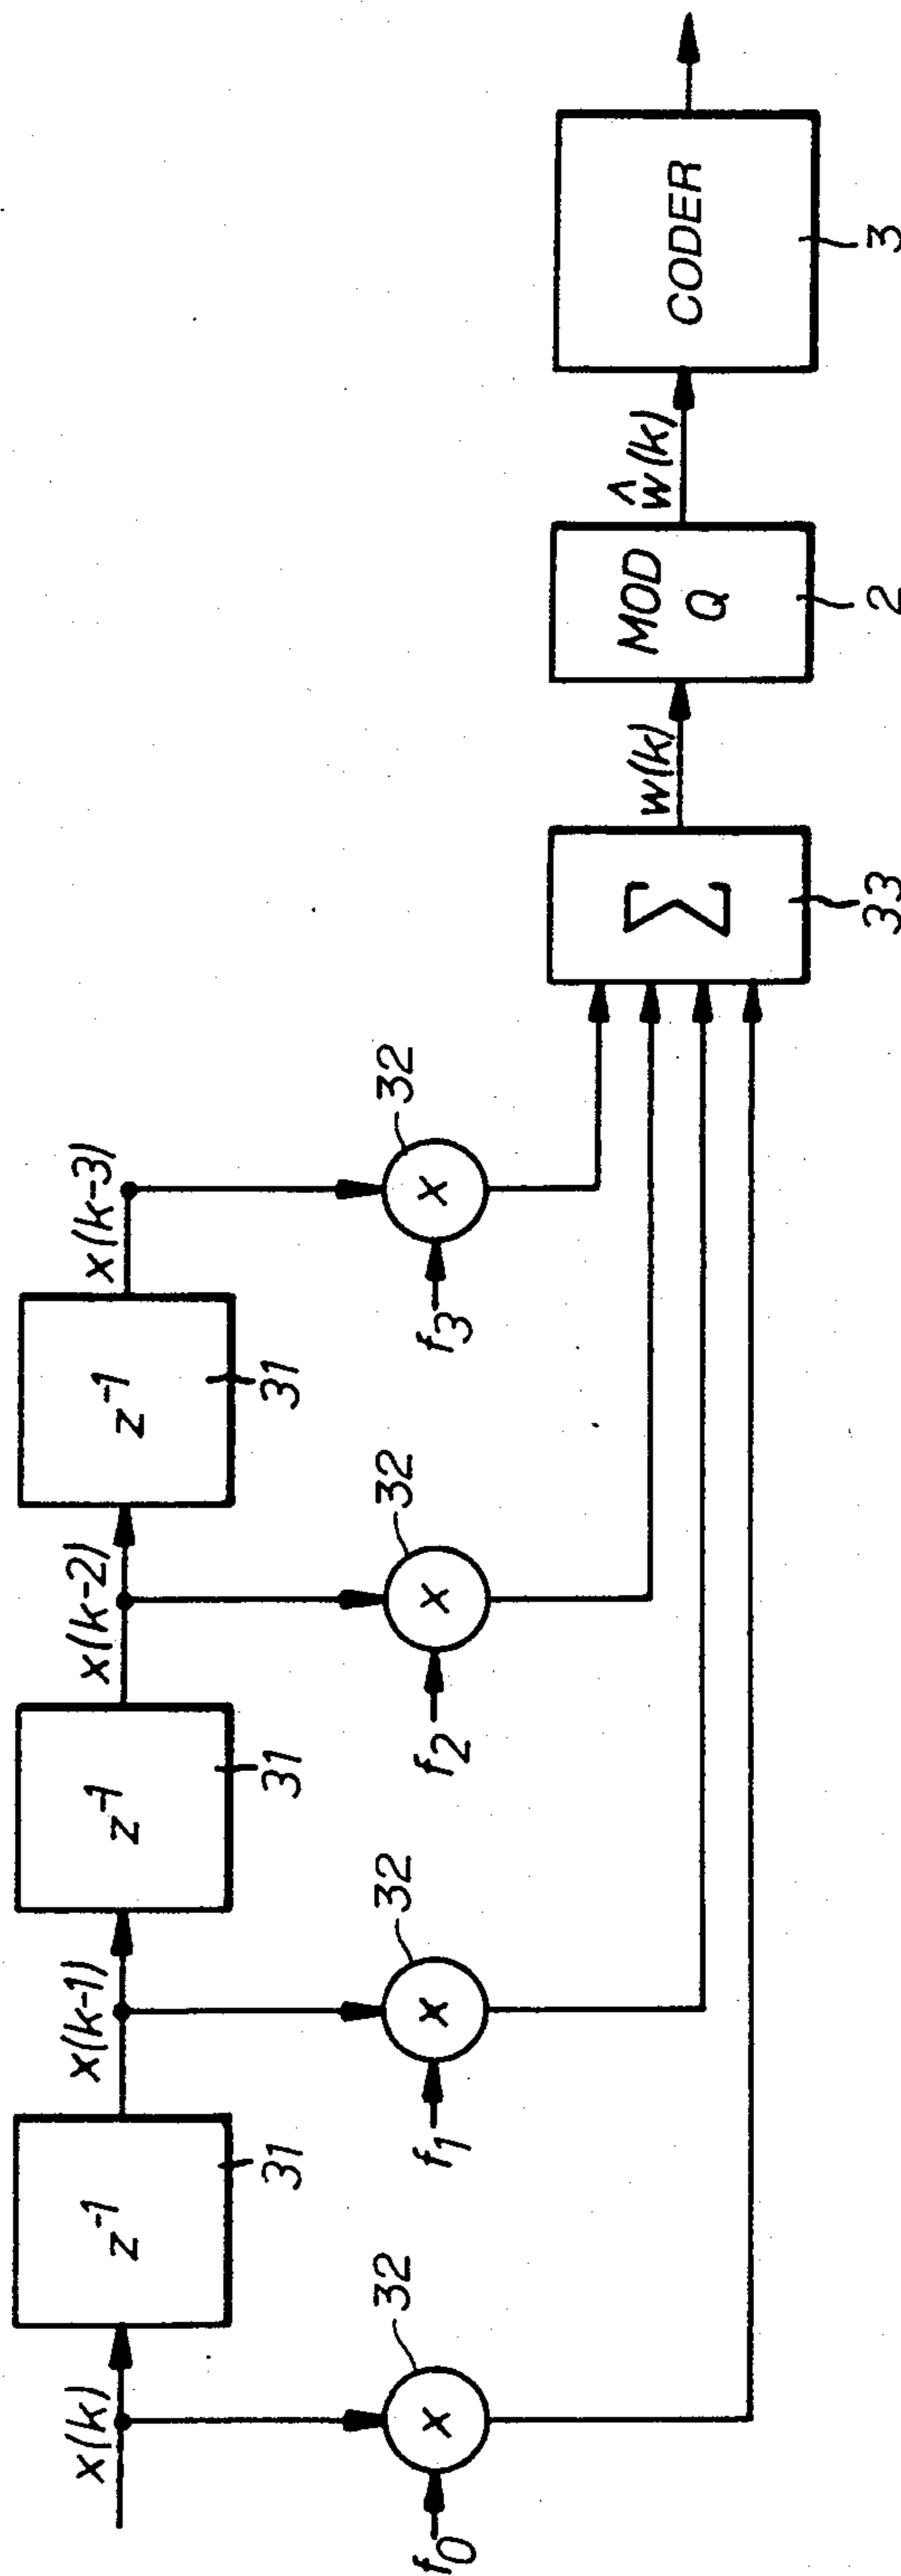 x(k)
z⁻¹
31
x(k-1)
z⁻¹
31
x(k-2)
z⁻¹
31
x(k-3)
f₀
x
32
f₁
x
32
f₂
x
32
f₃
x
32
Σ
33
w(k)
MOD
Q
2
ŵ(k)
CODER
3